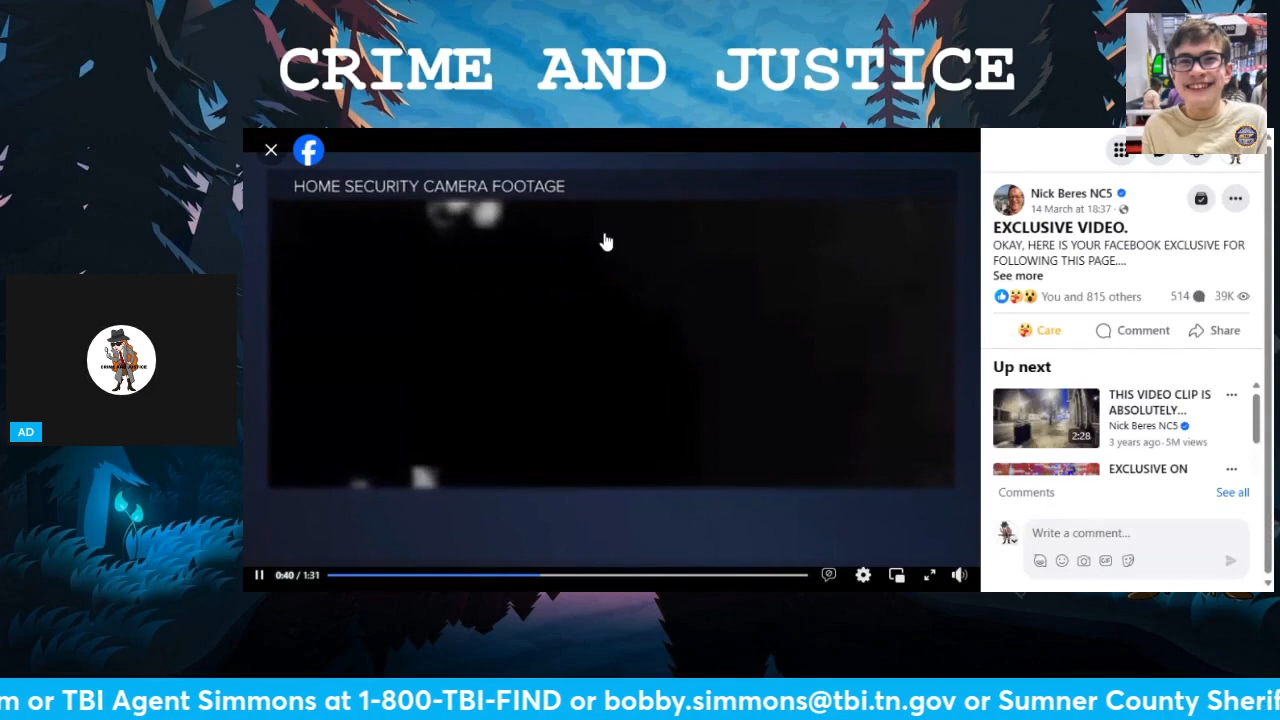 CRIME AND JUSTICE
HOME SECURITY CAMERA FOOTAGE
Nick Beres NC5
14 March at 18:37 ·
EXCLUSIVE VIDEO.
OKAY, HERE IS YOUR FACEBOOK EXCLUSIVE FOR
FOLLOWING THIS PAGE....
See more
You and 815 others
514
39K
Care
Comment
Share
Up next
THIS VIDEO CLIP IS
ABSOLUTELY...
Nick Beres NC5
3 years ago · 5M views
2:28
EXCLUSIVE ON
Comments
See all
Write a comment...
GIF
CRIME AND JUSTICE
AD
0:40 / 1:31
m or TBI Agent Simmons at 1-800-TBI-FIND or bobby.simmons@tbi.tn.gov or Sumner County Sherif